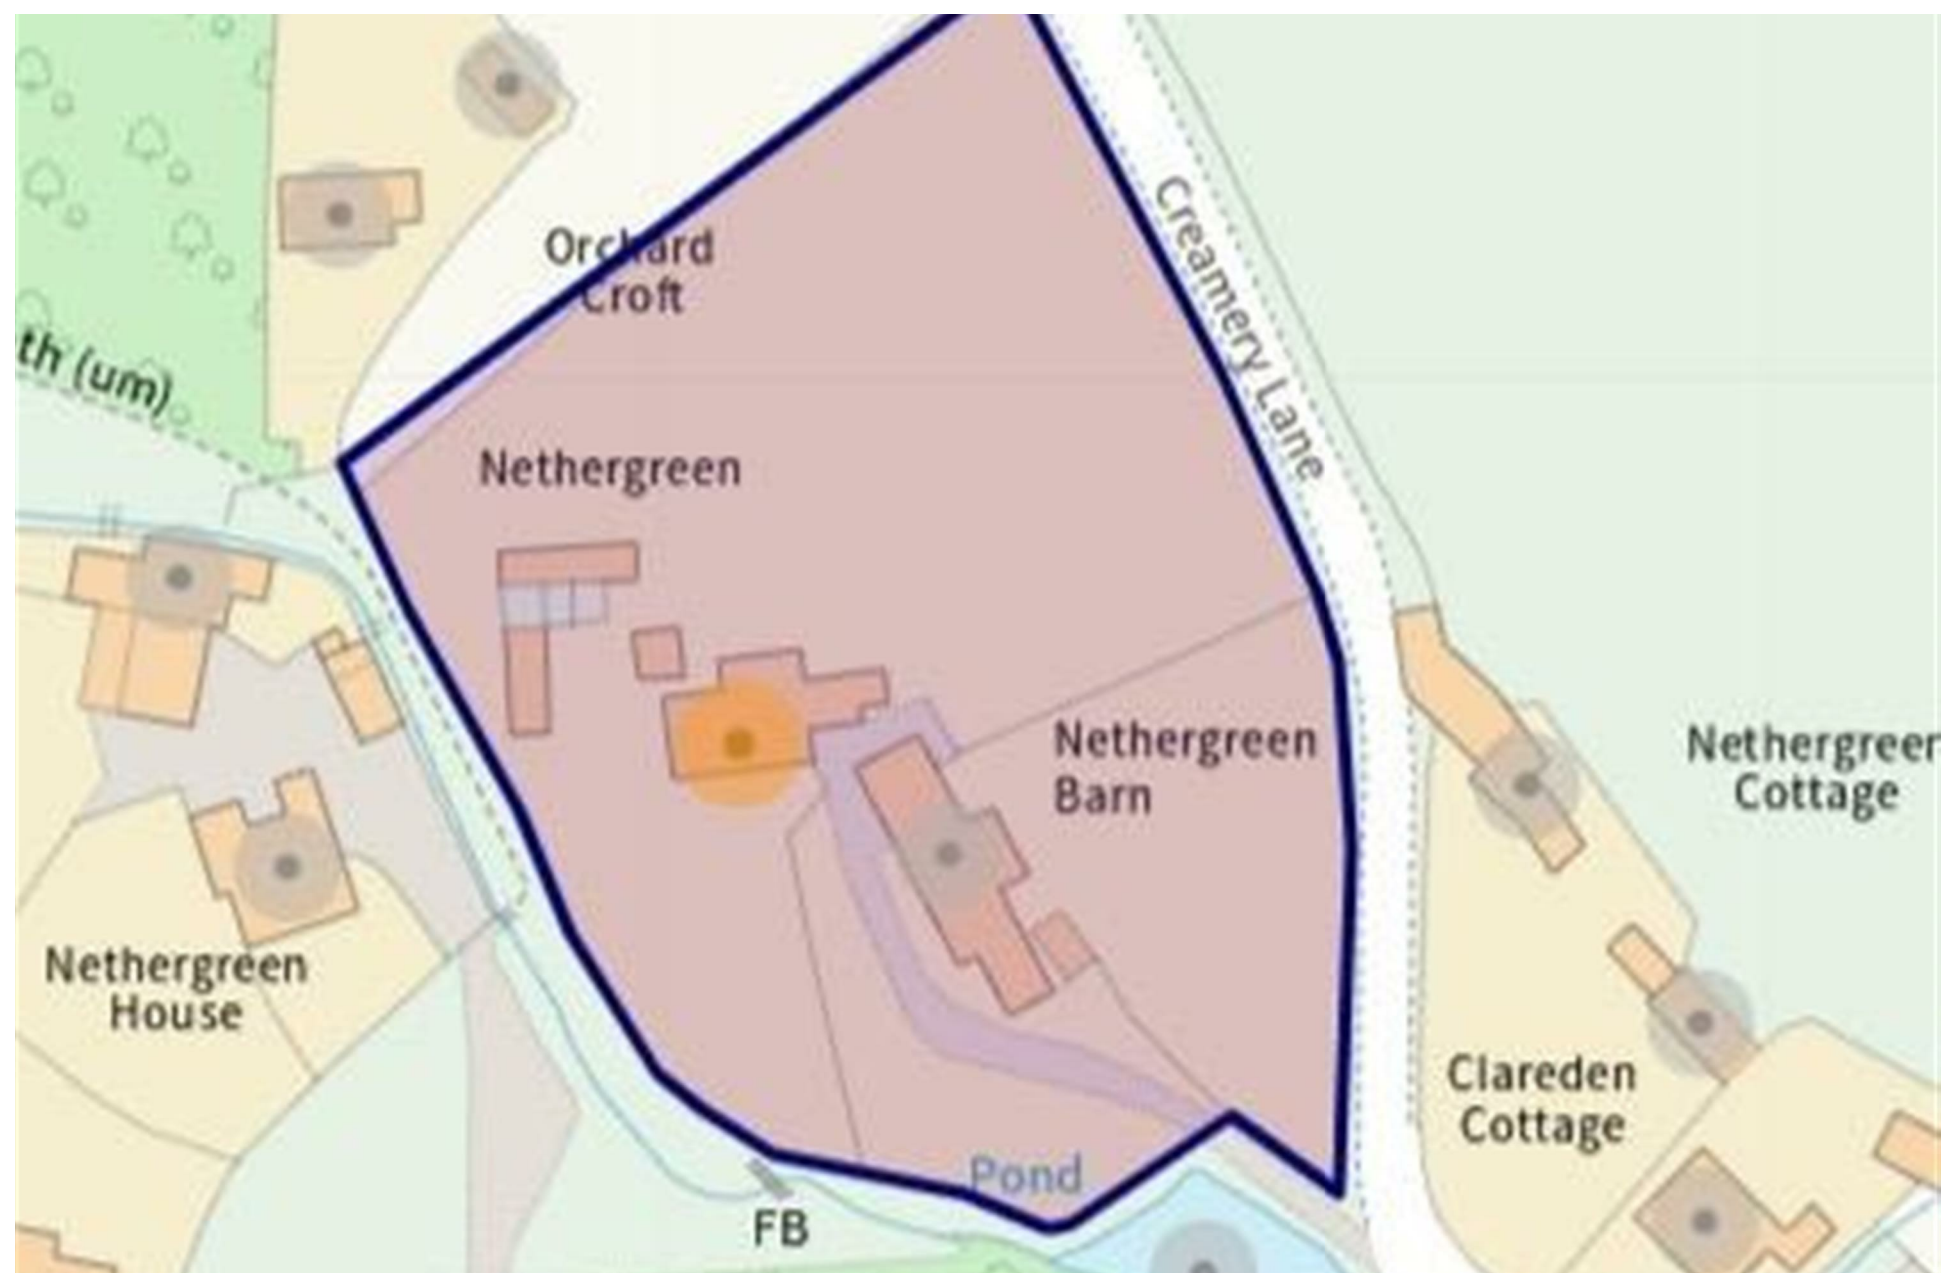 Orchard
Croft
Creamery Lane
th (um)
Nethergreen
Nethergreen
Barn
Nethergreen
Cottage
Nethergreen
House
Clareden
Cottage
Pond
FB